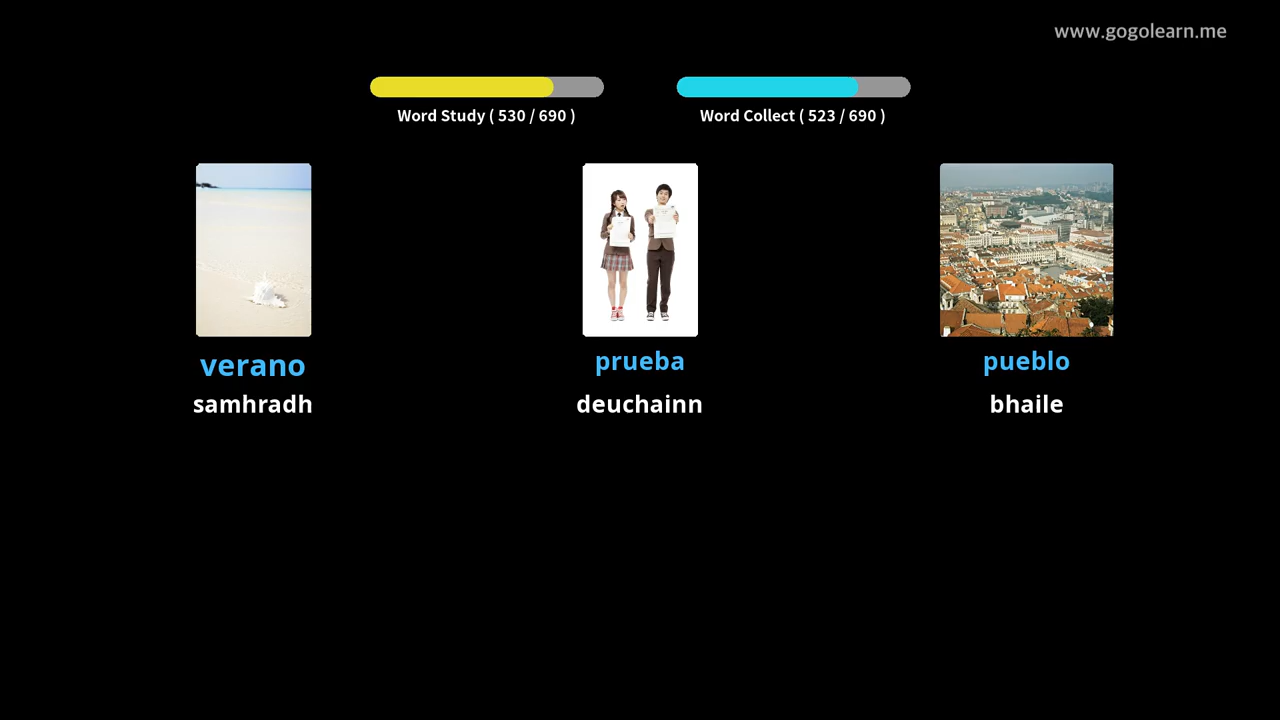 www.gogolearn.me
Word Study ( 530 / 690 )
Word Collect ( 523 / 690 )
verano
prueba
pueblo
samhradh
deuchainn
bhaile